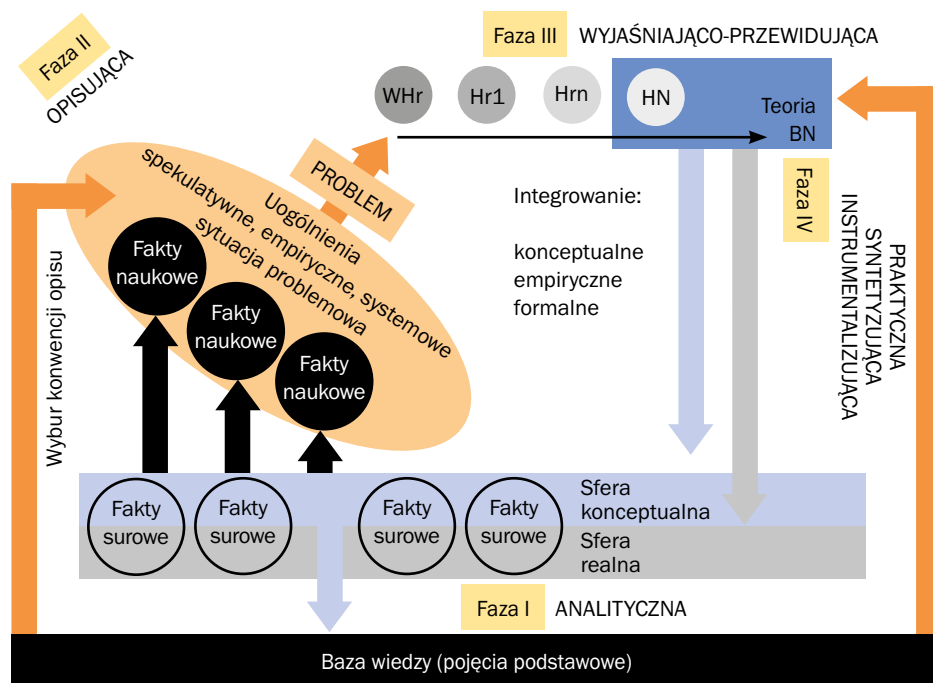 Faza II
OPISUJĄCA
Faza III
WYJAŚNIAJĄCO-PRZEWIDUJĄCA
WHr
Hr1
Hrn
HN
Teoria
BN
PROBLEM
Uogólnienia
spekulatywne, empiryczne, systemowe
sytuacja problemowa
Fakty
naukowe
Fakty
naukowe
Fakty
naukowe
Integrowanie:
konceptualne
empiryczne
formalne
Faza IV
PRAKTYCZNA
SYNTETYZUJĄCA
INSTRUMENTALIZUJĄCA
Wybur konwencji opisu
Fakty
surowe
Fakty
surowe
Fakty
surowe
Fakty
surowe
Sfera
konceptualna
Sfera
realna
Faza I
ANALITYCZNA
Baza wiedzy (pojęcia podstawowe)